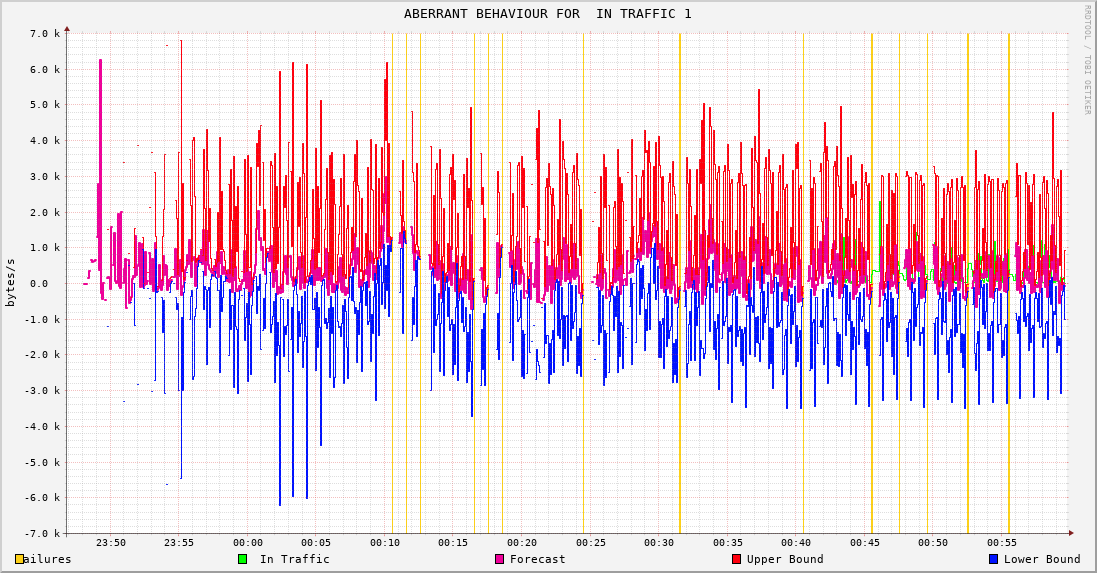 ABERRANT BEHAVIOUR FOR  IN TRAFFIC 1
RRDTOOL / TOBI OETIKER
bytes/s
7.0 k
6.0 k
5.0 k
4.0 k
3.0 k
2.0 k
1.0 k
0.0
-1.0 k
-2.0 k
-3.0 k
-4.0 k
-5.0 k
-6.0 k
-7.0 k
23:50 23:55 00:00 00:05 00:10 00:15 00:20 00:25 00:30 00:35 00:40 00:45 00:50 00:55
ailures In Traffic Forecast Upper Bound Lower Bound